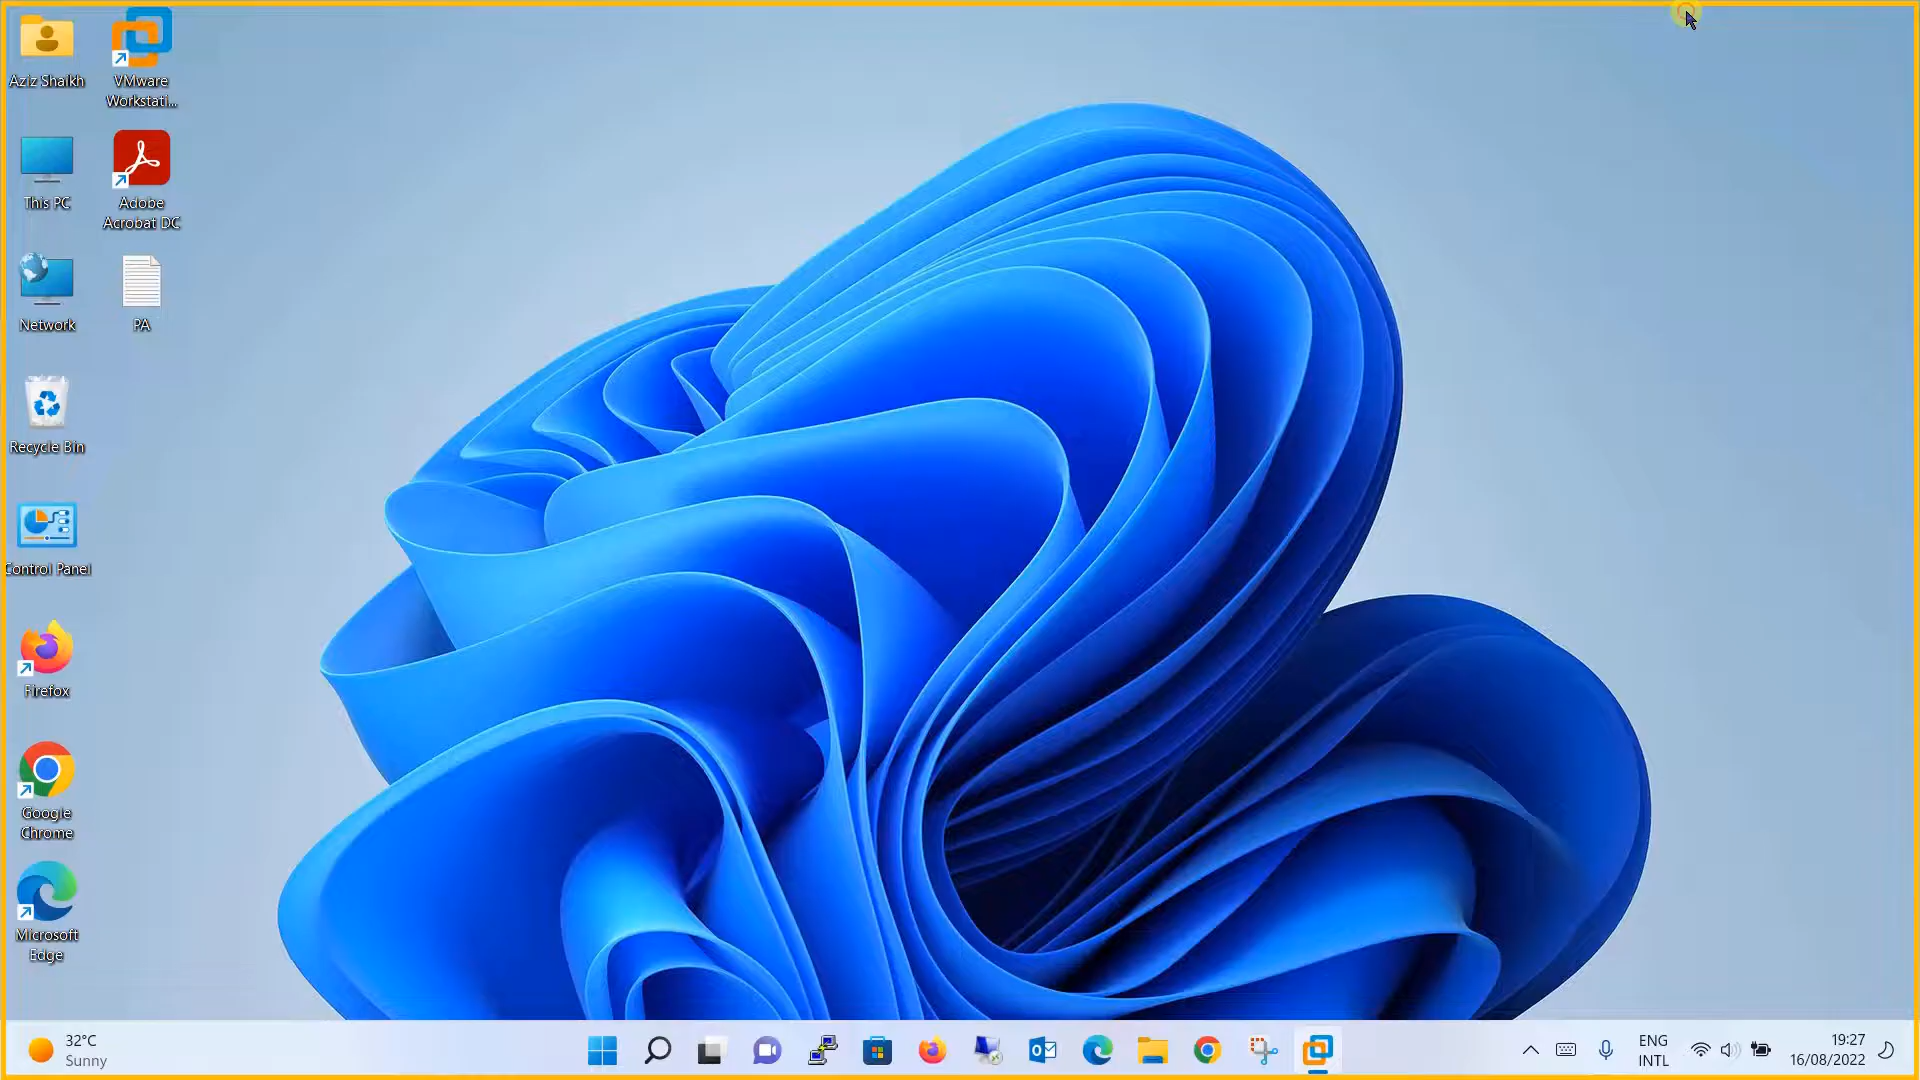 Aziz Shaikh
VMware
Workstati...
This PC
Adobe
Acrobat DC
Network
PA
Recycle Bin
Control Panel
Firefox
Google
Chrome
Microsoft
Edge
32°C
Sunny
ENG
INTL
19:27
16/08/2022